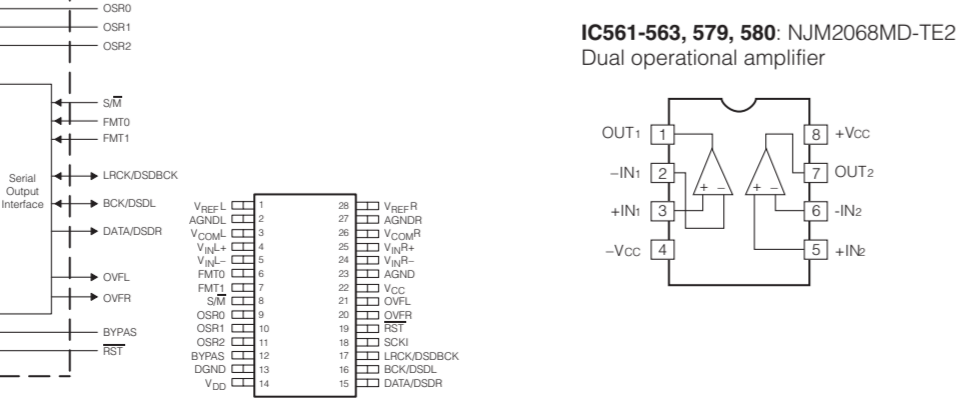 OSR0
OSR1
OSR2
S/M̅
FMT0
FMT1
Serial
Output
Interface
LRCK/DSDBCK
BCK/DSDL
DATA/DSDR
OVFL
OVFR
BYPAS
R̅S̅T̅
VREFL 1 28 VREFR
AGNDL 2 27 AGNDR
VCOML 3 26 VCOMR
VINL+ 4 25 VINR+
VINL− 5 24 VINR−
FMT0 6 23 AGND
FMT1 7 22 VCC
S/M̅ 8 21 OVFL
OSR0 9 20 OVFR
OSR1 10 19 R̅S̅T̅
OSR2 11 18 SCKI
BYPAS 12 17 LRCK/DSDBCK
DGND 13 16 BCK/DSDL
VDD 14 15 DATA/DSDR
IC561-563, 579, 580: NJM2068MD-TE2
Dual operational amplifier
OUT1 1 8 +VCC
−IN1 2 7 OUT2
+ − + −
+IN1 3 6 -IN2
−VCC 4 5 +IN2